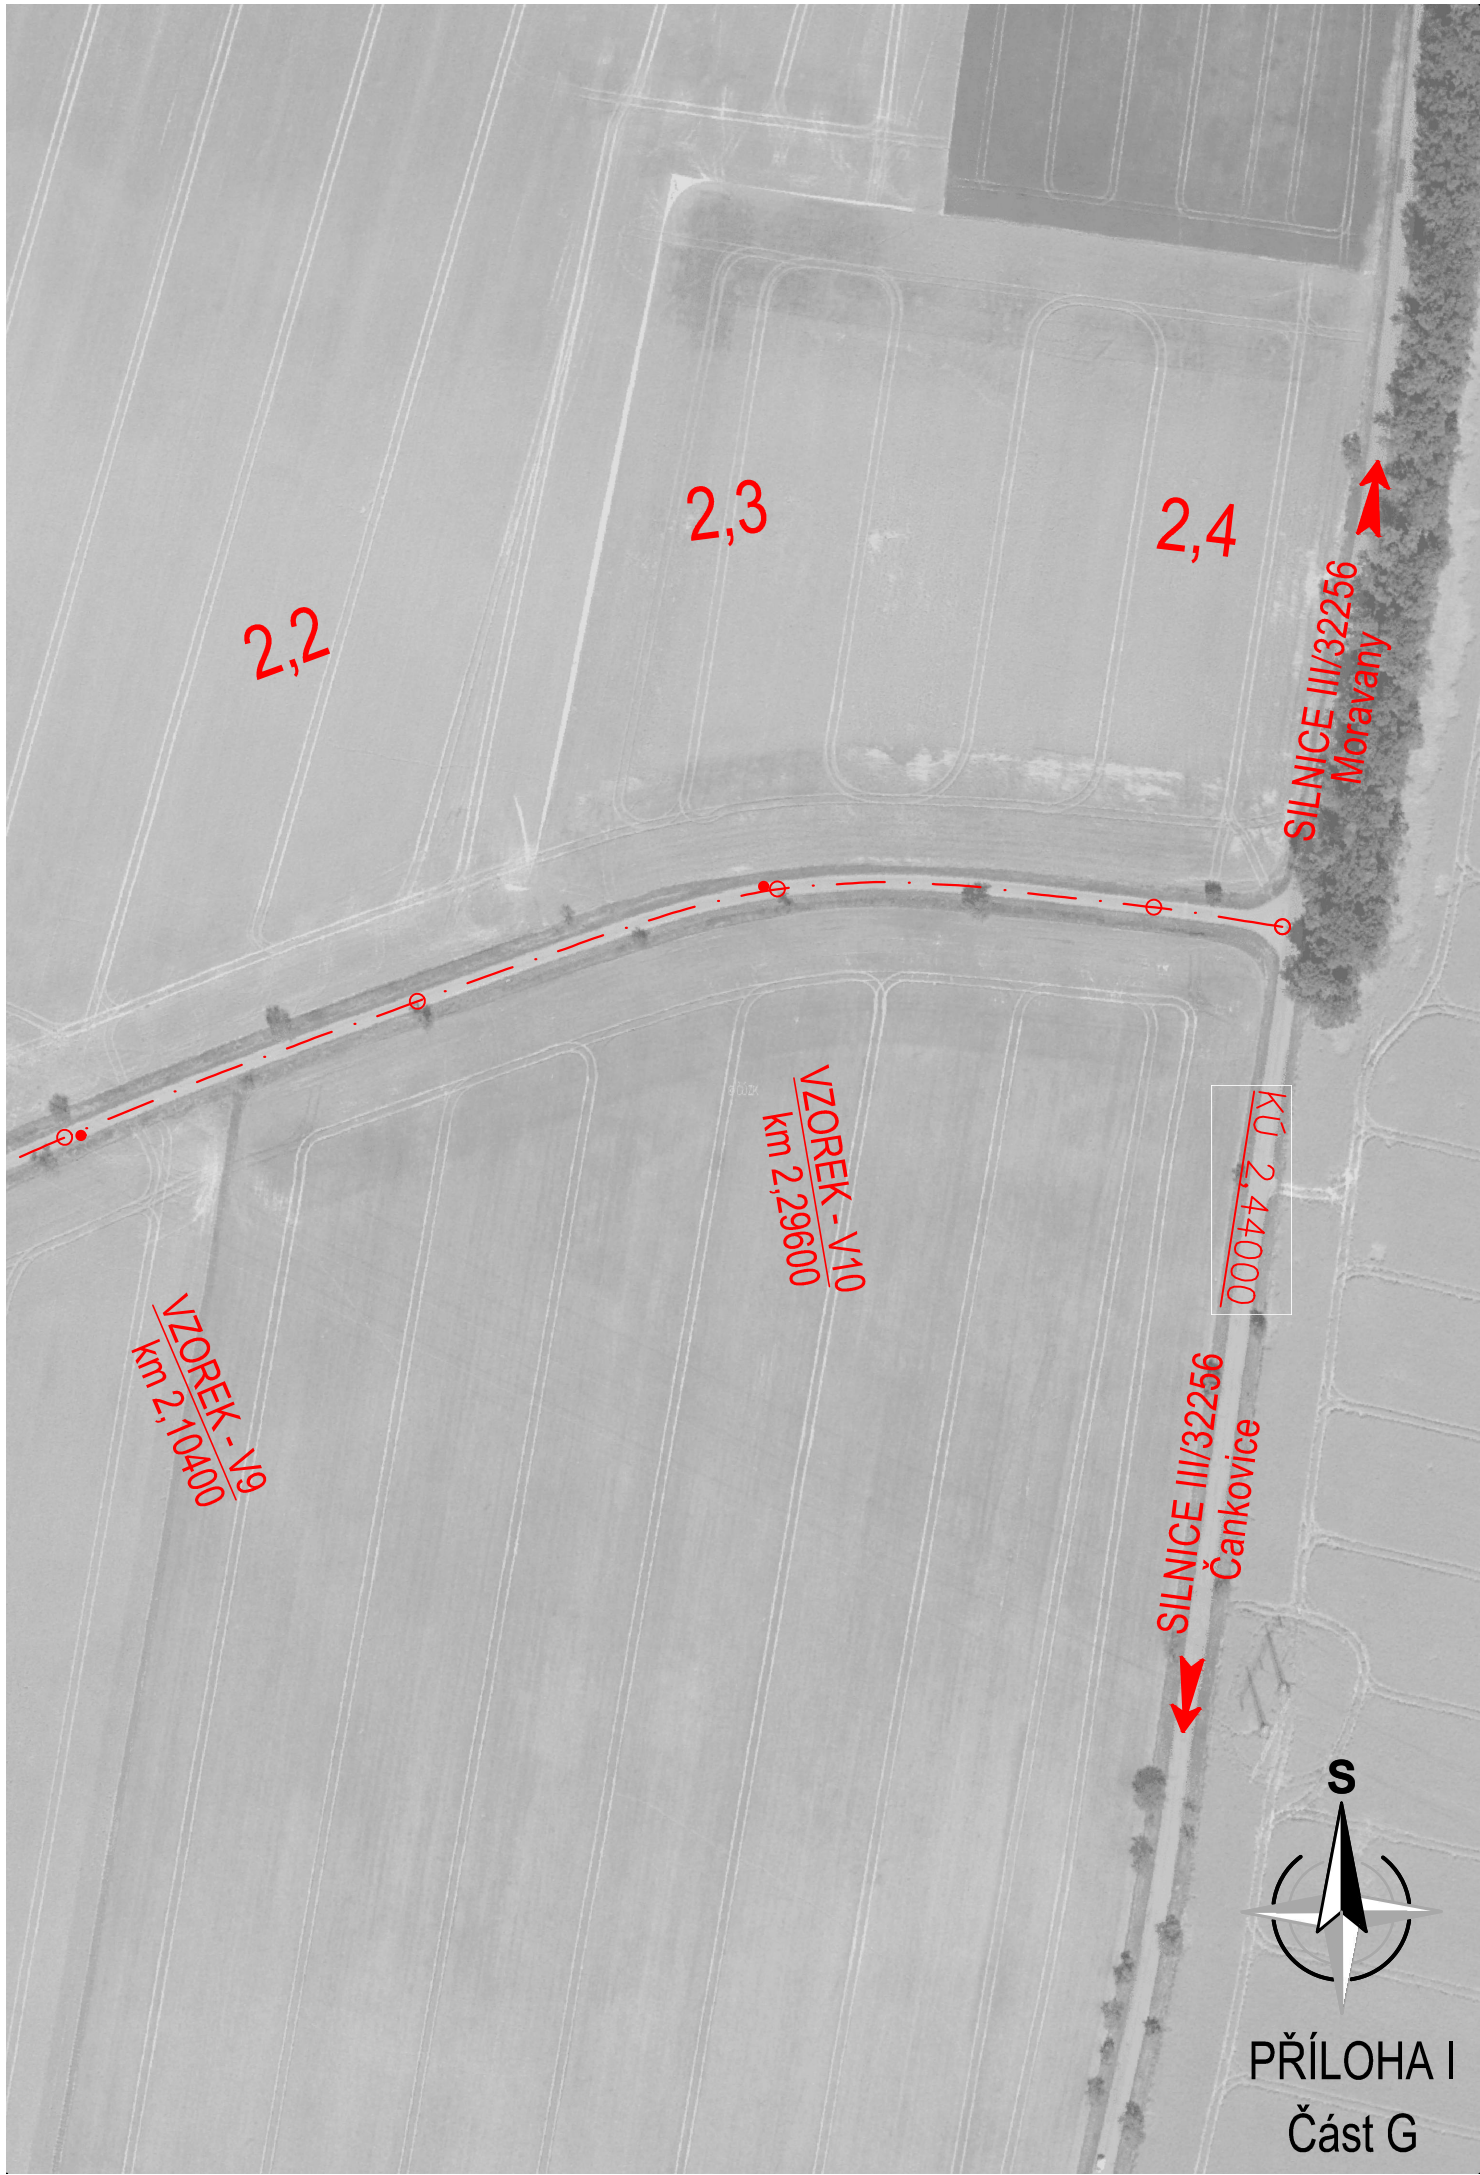 2,2
2,3
2,4
SILNICE III/32256
Moravany
VZOREK - V10
km 2,29600
KÚ 2,44000
VZOREK - V9
km 2,10400
SILNICE III/32256
Čankovice
S
PŘÍLOHA I
Část G